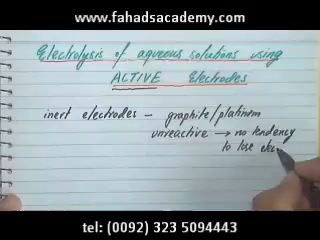 www.fahadsacademy.com
Electrolysis of aqueous solutions using
ACTIVE Electrodes
inert electrodes – graphite/platinum
unreactive → no tendency
to lose elec
tel: (0092) 323 5094443